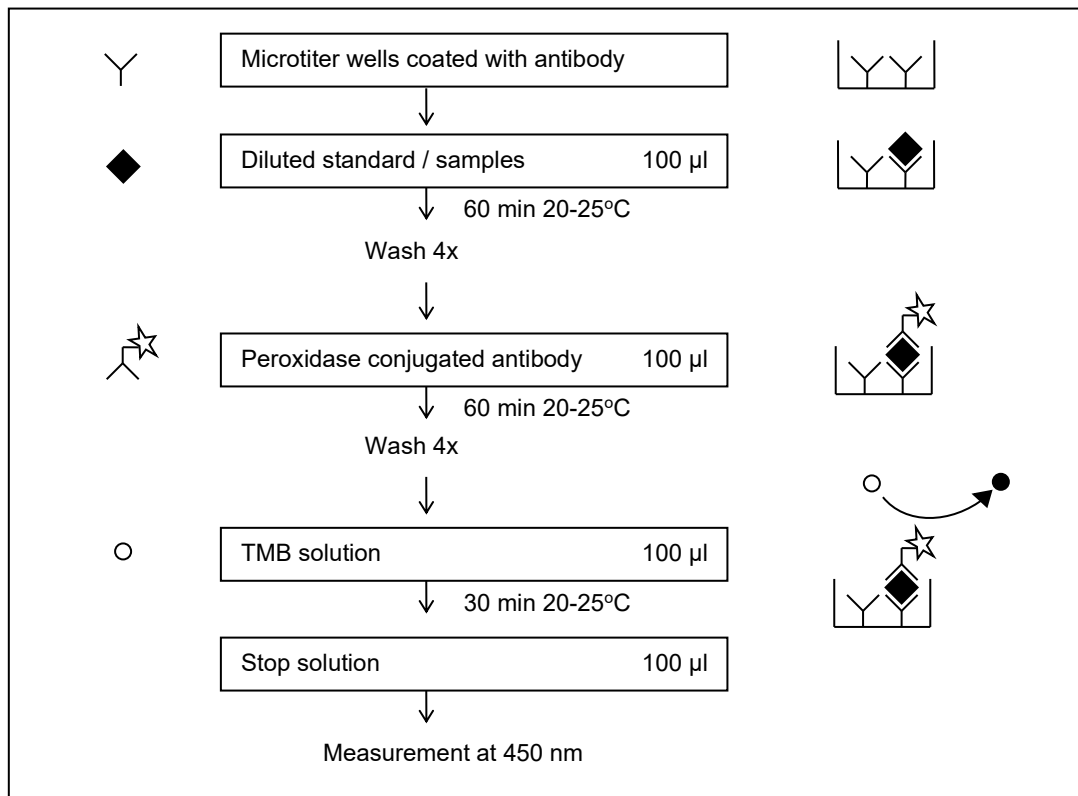 Microtiter wells coated with antibody
Diluted standard / samples 100 µl
60 min 20-25°C
Wash 4x
Peroxidase conjugated antibody 100 µl
60 min 20-25°C
Wash 4x
TMB solution 100 µl
30 min 20-25°C
Stop solution 100 µl
Measurement at 450 nm